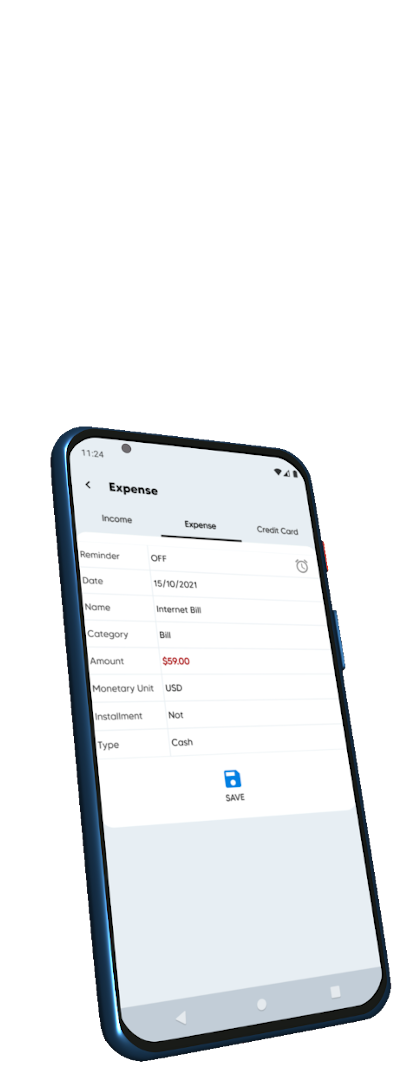 11:24
Expense
Income Expense Credit Card
Reminder OFF
Date 15/10/2021
Name Internet Bill
Category Bill
Amount $59.00
Monetary Unit USD
Installment Not
Type Cash
SAVE